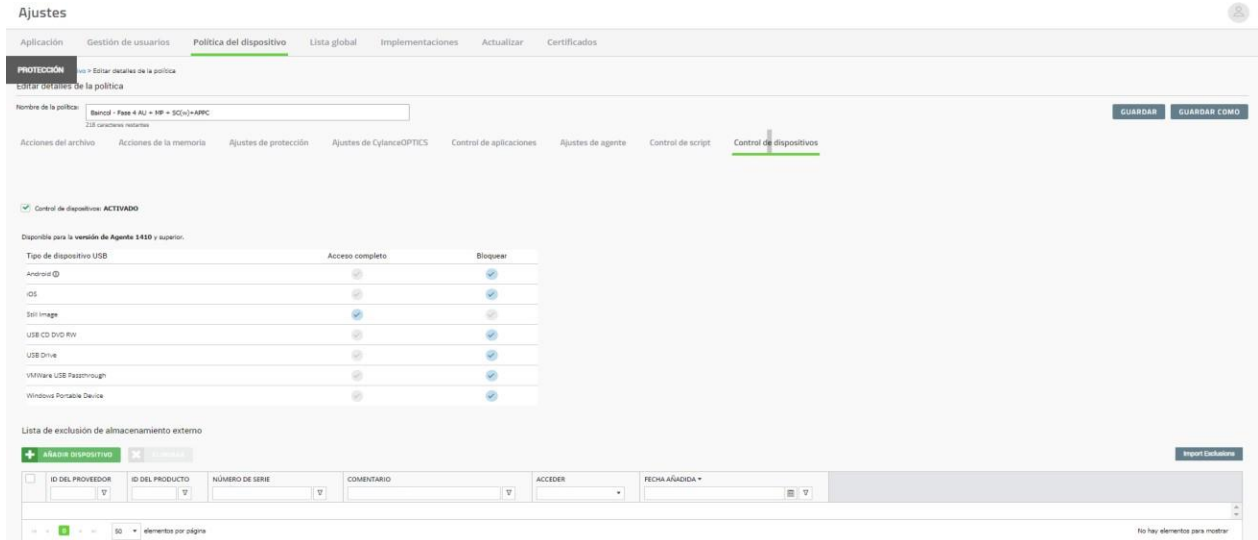 Ajustes
Aplicación Gestión de usuarios Política del dispositivo Lista global Implementaciones Actualizar Certificados
PROTECCIÓN ivo > Editar detalles de la política
Editar detalles de la política
Nombre de la política: Baincol - Fase 4 AU + MP + SC(w)+APPC GUARDAR GUARDAR COMO
218 caracteres restantes
Acciones del archivo Acciones de la memoria Ajustes de protección Ajustes de CylanceOPTICS Control de aplicaciones Ajustes de agente Control de script Control de dispositivos
Control de dispositivos: ACTIVADO
Disponible para la versión de Agente 1410 y superior.
Tipo de dispositivo USB Acceso completo Bloquear
Android
iOS
Still Image
USB CD DVD RW
USB Drive
VMWare USB Passthrough
Windows Portable Device
Lista de exclusión de almacenamiento externo
AÑADIR DISPOSITIVO Import Exclusions
ID DEL PROVEEDOR ID DEL PRODUCTO NÚMERO DE SERIE COMENTARIO ACCEDER FECHA AÑADIDA
0 50 elementos por página No hay elementos para mostrar